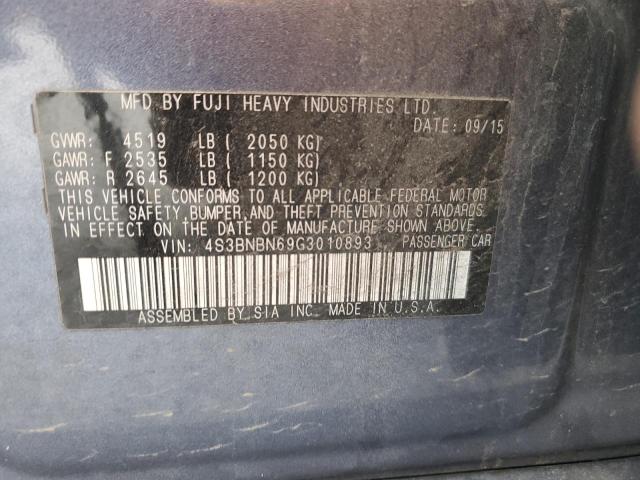 MFD. BY FUJI HEAVY INDUSTRIES LTD.
DATE: 09/15
GVWR: 4519 LB ( 2050 KG)
GAWR: F 2535 LB ( 1150 KG)
GAWR: R 2645 LB ( 1200 KG)
THIS VEHICLE CONFORMS TO ALL APPLICABLE FEDERAL MOTOR
VEHICLE SAFETY, BUMPER, AND THEFT PREVENTION STANDARDS
IN EFFECT ON THE DATE OF MANUFACTURE SHOWN ABOVE.
VIN: 4S3BNBN69G3010893 PASSENGER CAR
ASSEMBLED BY SIA INC. MADE IN U.S.A.